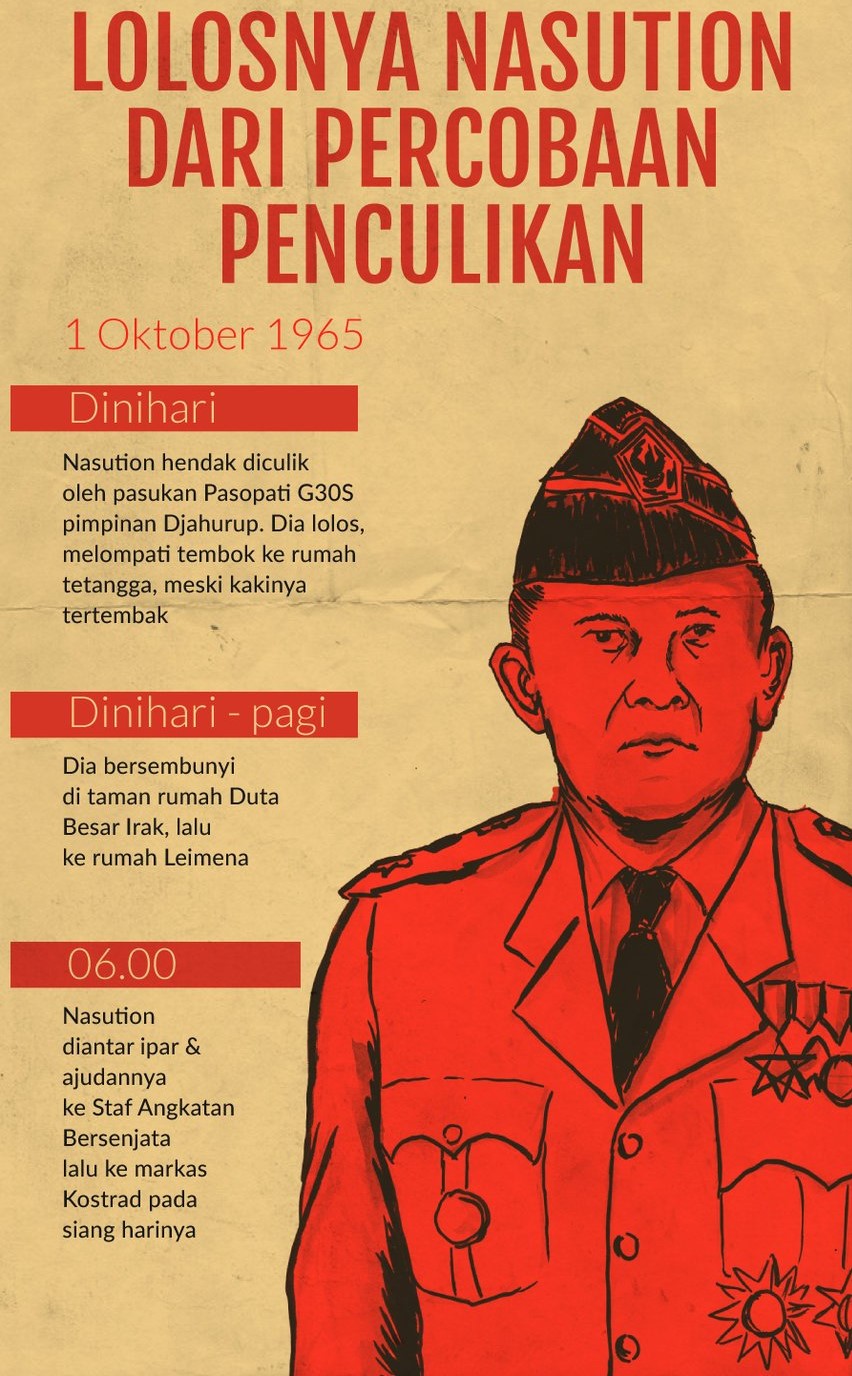 LOLOSNYA NASUTION
DARI PERCOBAAN
PENCULIKAN
1 Oktober 1965
Dinihari
Nasution hendak diculik
oleh pasukan Pasopati G30S
pimpinan Djahurup. Dia lolos,
melompati tembok ke rumah
tetangga, meski kakinya
tertembak
Dinihari - pagi
Dia bersembunyi
di taman rumah Duta
Besar Irak, lalu
ke rumah Leimena
06.00
Nasution
diantar ipar &
ajudannya
ke Staf Angkatan
Bersenjata
lalu ke markas
Kostrad pada
siang harinya